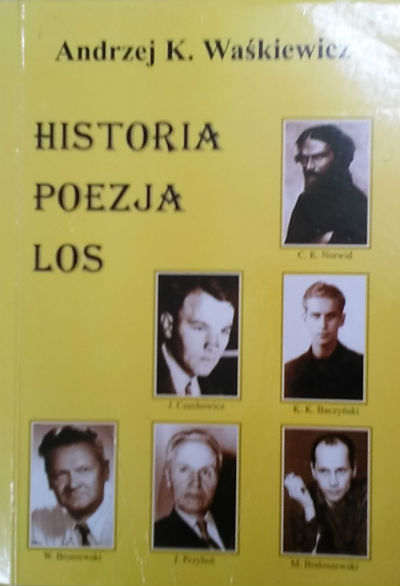 Andrzej K. Waśkiewicz
HISTORIA
POEZJA
LOS
C. K. Norwid
J. Czechowicz
K. K. Baczyński
W. Broniewski
J. Przyboś
M. Białoszewski